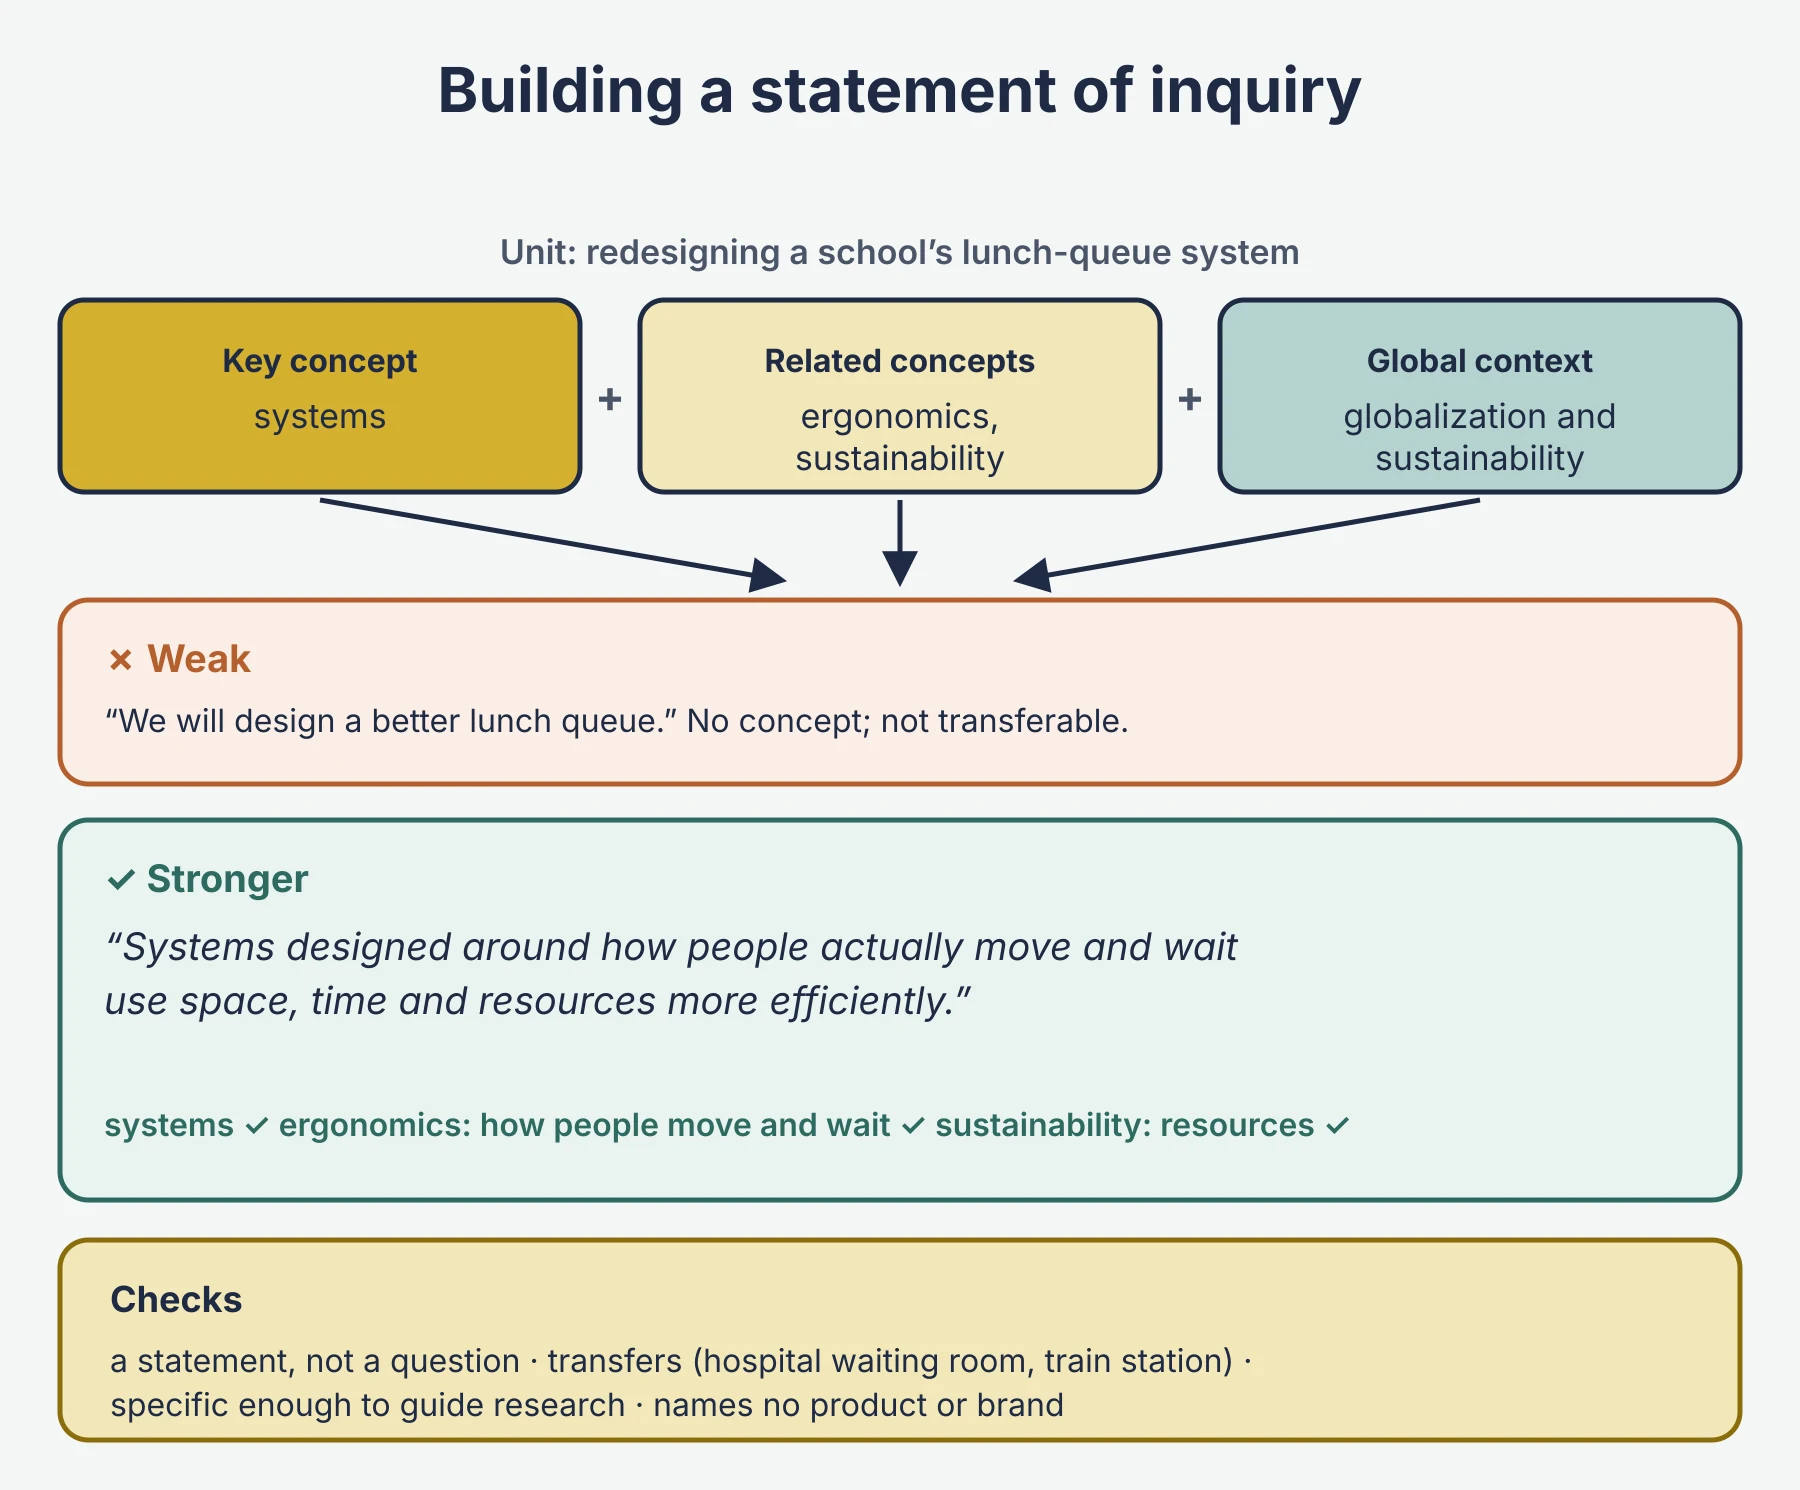 Building a statement of inquiry
Unit: redesigning a school’s lunch-queue system
Key concept
systems
+
Related concepts
ergonomics,
sustainability
+
Global context
globalization and
sustainability
× Weak
“We will design a better lunch queue.” No concept; not transferable.
✓ Stronger
“Systems designed around how people actually move and wait
use space, time and resources more efficiently.”
systems ✓ ergonomics: how people move and wait ✓ sustainability: resources ✓
Checks
a statement, not a question · transfers (hospital waiting room, train station) ·
specific enough to guide research · names no product or brand